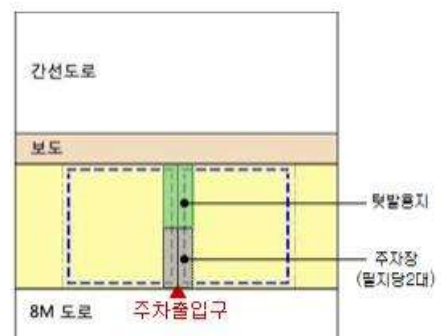 간선도로
보도
텃밭용지
주차장
(필지당2대)
8M 도로
주차출입구